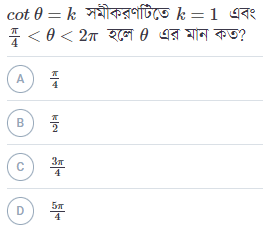 cot θ = k সমীকরণটিতে k = 1 এবং
π/4 < θ < 2π হলে θ এর মান কত?
A π/4
B π/2
C 3π/4
D 5π/4